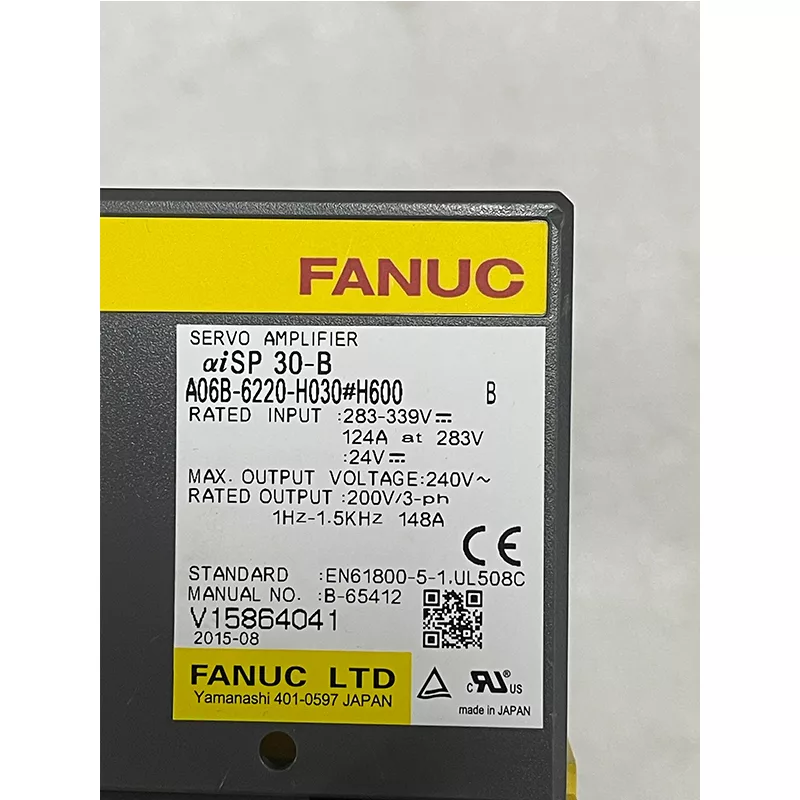 FANUC
SERVO AMPLIFIER
αiSP 30-B
A06B-6220-H030#H600 B
RATED INPUT :283-339V⎓
124A at 283V
:24V⎓
MAX. OUTPUT VOLTAGE:240V~
RATED OUTPUT :200V/3-ph
1Hz-1.5KHz 148A
CE
STANDARD :EN61800-5-1,UL508C
MANUAL NO. :B-65412
V15864041
2015-08
FANUC LTD
Yamanashi 401-0597 JAPAN
c RU® US
made in JAPAN